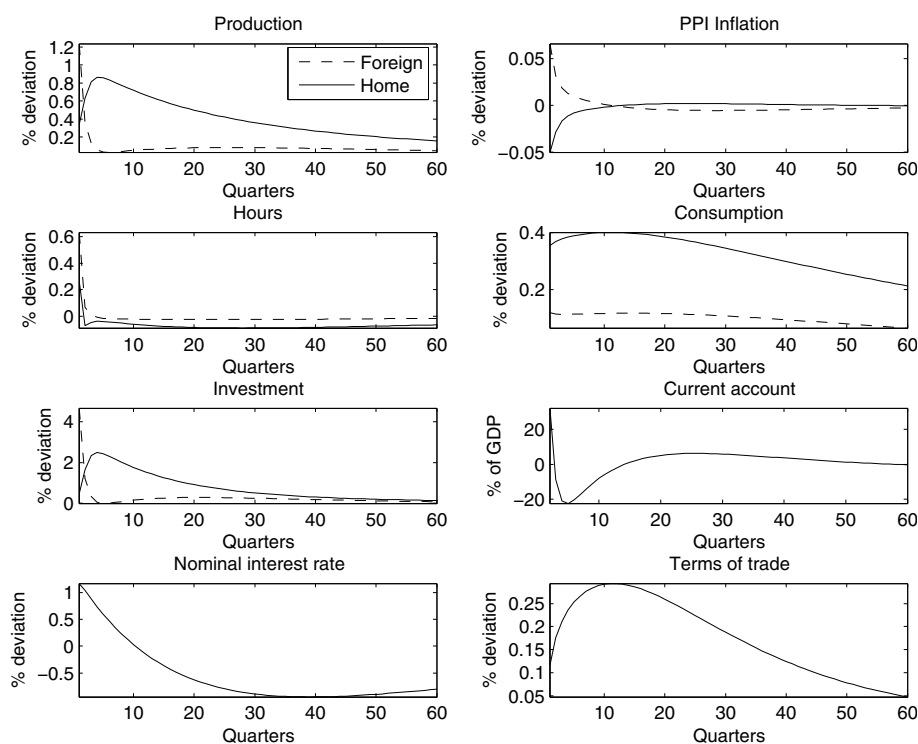 Production
% deviation
1.2
1
0.8
0.6
0.4
0.2
Foreign
Home
10 20 30 40 50 60
Quarters
PPI Inflation
% deviation
0.05
0
−0.05
10 20 30 40 50 60
Quarters
Hours
% deviation
0.6
0.4
0.2
0
10 20 30 40 50 60
Quarters
Consumption
% deviation
0.4
0.2
10 20 30 40 50 60
Quarters
Investment
% deviation
4
2
0
10 20 30 40 50 60
Quarters
Current account
% of GDP
20
0
−20
10 20 30 40 50 60
Quarters
Nominal interest rate
% deviation
1
0
−0.5
10 20 30 40 50 60
Quarters
Terms of trade
% deviation
0.25
0.2
0.15
0.1
0.05
10 20 30 40 50 60
Quarters